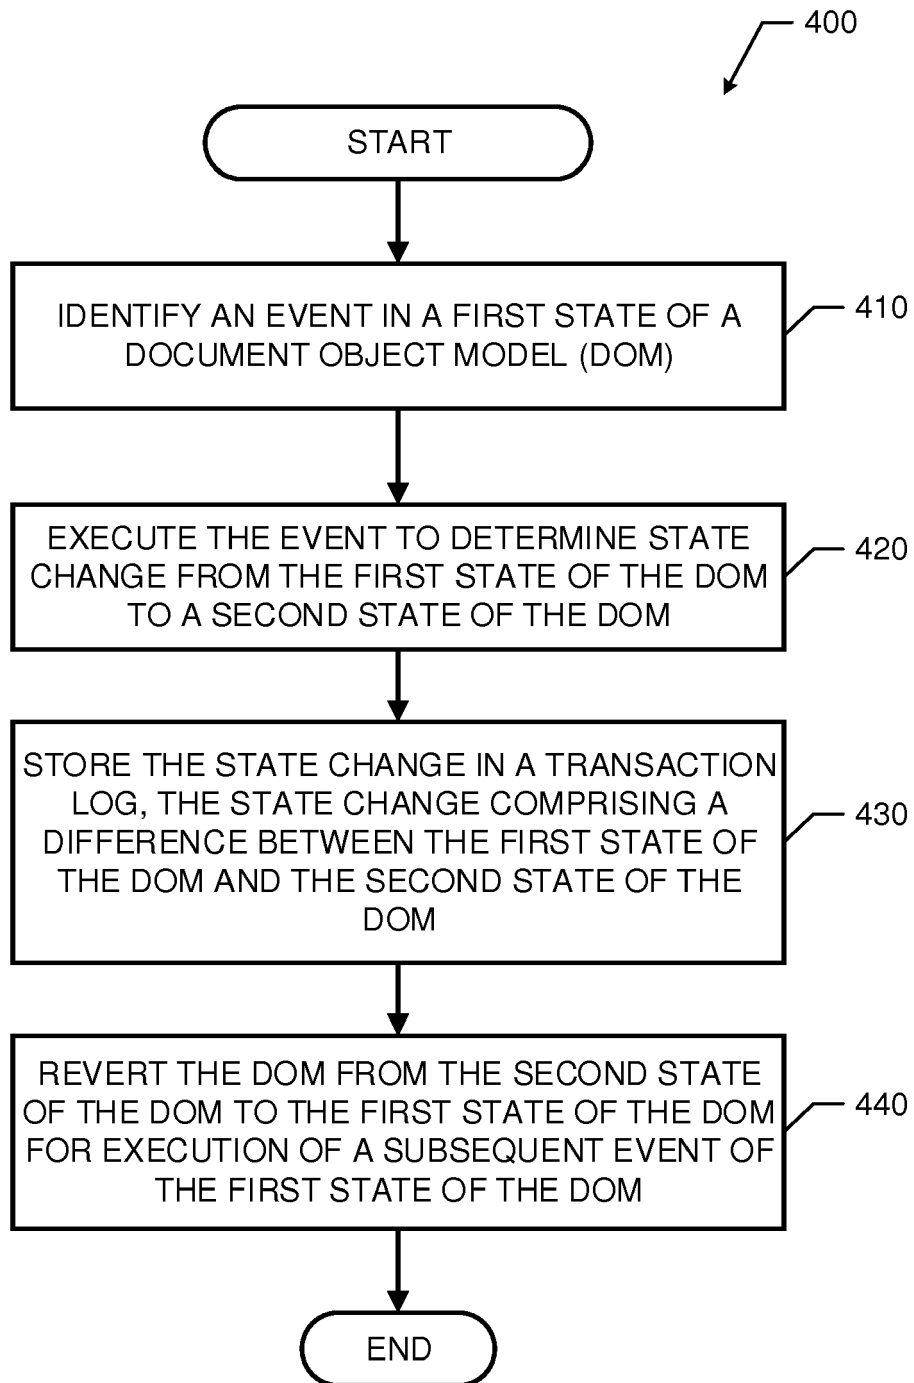 400
START
IDENTIFY AN EVENT IN A FIRST STATE OF A
DOCUMENT OBJECT MODEL (DOM)
410
EXECUTE THE EVENT TO DETERMINE STATE
CHANGE FROM THE FIRST STATE OF THE DOM
TO A SECOND STATE OF THE DOM
420
STORE THE STATE CHANGE IN A TRANSACTION
LOG, THE STATE CHANGE COMPRISING A
DIFFERENCE BETWEEN THE FIRST STATE OF
THE DOM AND THE SECOND STATE OF THE
DOM
430
REVERT THE DOM FROM THE SECOND STATE
OF THE DOM TO THE FIRST STATE OF THE DOM
FOR EXECUTION OF A SUBSEQUENT EVENT OF
THE FIRST STATE OF THE DOM
440
END